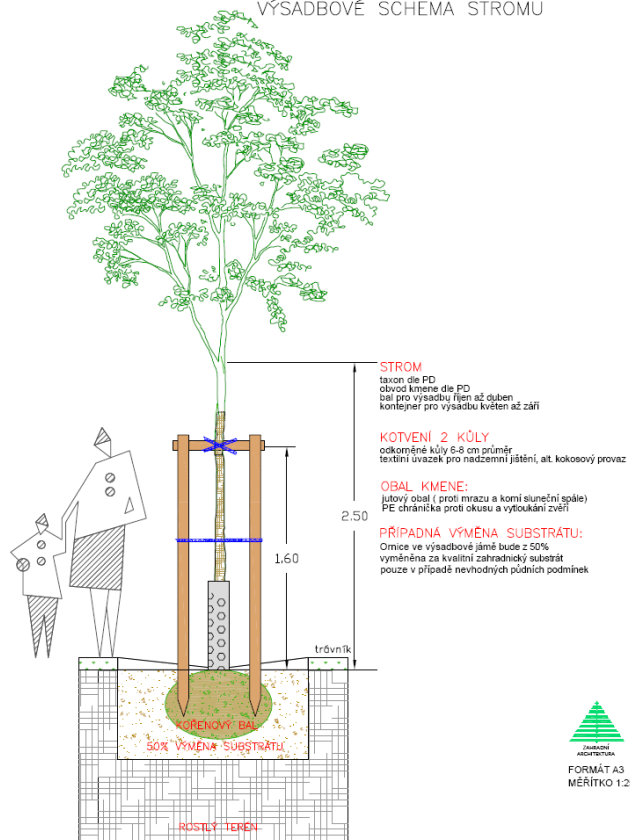 VÝSADBOVÉ SCHEMA STROMU
STROM
taxon dle PD
obvod kmene dle PD
bal pro výsadbu říjen až duben
kontejner pro výsadbu květen až září
KOTVENÍ 2 KŮLY
odkorněné kůly 6-8 cm průměr
textilní úvazek pro nadzemní jištění, alt. kokosový provaz
OBAL KMENE:
jutový obal ( proti mrazu a korní sluneční spále)
PE chránička proti okusu a vytloukání zvěří
PŘÍPADNÁ VÝMĚNA SUBSTRÁTU:
Ornice ve výsadbové jámě bude z 50%
vyměněna za kvalitní zahradnický substrát
pouze v případě nevhodných půdních podmínek
2.50
1.60
trávník
KOŘENOVÝ BAL
50% VÝMĚNA SUBSTRÁTU
ROSTLÝ TERÉN
ZAHRADNÍ
ARCHITEKTURA
FORMÁT A3
MĚŘÍTKO 1:2